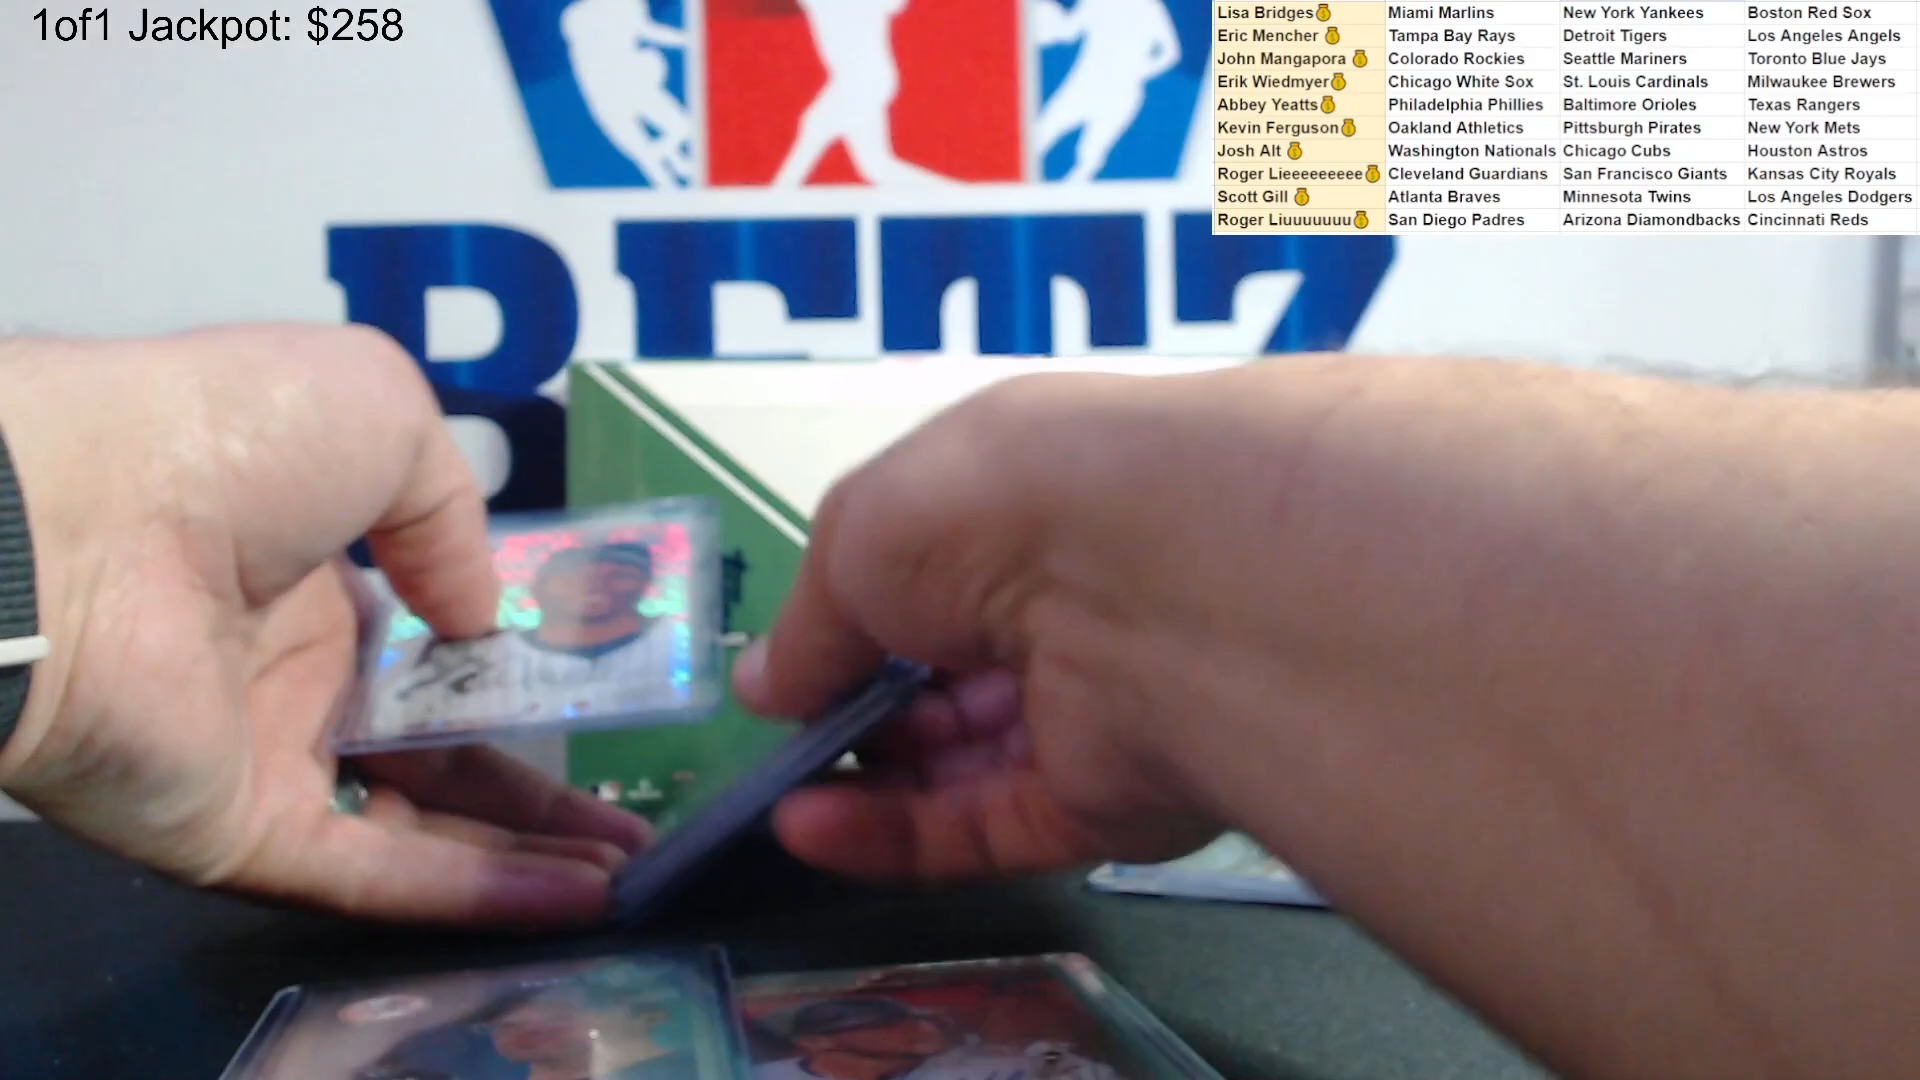 1of1 Jackpot: $258
Lisa Bridges Miami Marlins New York Yankees Boston Red Sox
Eric Mencher Tampa Bay Rays Detroit Tigers Los Angeles Angels
John Mangapora Colorado Rockies Seattle Mariners Toronto Blue Jays
Erik Wiedmyer Chicago White Sox St. Louis Cardinals Milwaukee Brewers
Abbey Yeatts Philadelphia Phillies Baltimore Orioles Texas Rangers
Kevin Ferguson Oakland Athletics Pittsburgh Pirates New York Mets
Josh Alt Washington Nationals Chicago Cubs Houston Astros
Roger Lieeeeeeeee Cleveland Guardians San Francisco Giants Kansas City Royals
Scott Gill Atlanta Braves Minnesota Twins Los Angeles Dodgers
Roger Liuuuuuuu San Diego Padres Arizona Diamondbacks Cincinnati Reds
BETZ